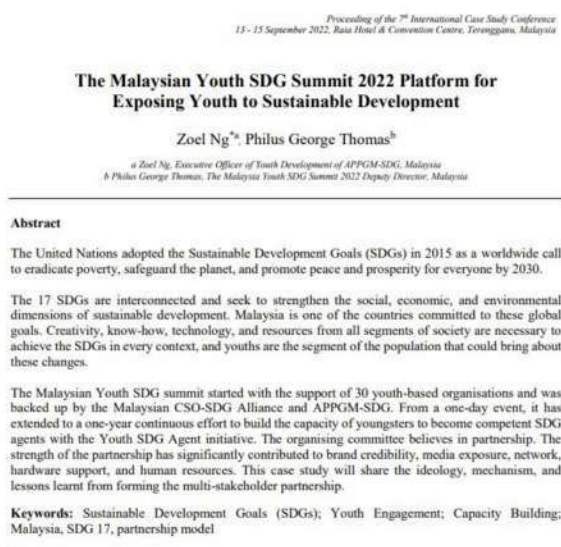 Proceeding of the 7th International Case Study Conference
13 - 15 September 2022, Raia Hotel & Convention Centre, Terengganu, Malaysia
The Malaysian Youth SDG Summit 2022 Platform for
Exposing Youth to Sustainable Development
Zoel Ng*a, Philus George Thomasb
a Zoel Ng, Executive Officer of Youth Development of APPGM-SDG, Malaysia
b Philus George Thomas, The Malaysia Youth SDG Summit 2022 Deputy Director, Malaysia
Abstract
The United Nations adopted the Sustainable Development Goals (SDGs) in 2015 as a worldwide call
to eradicate poverty, safeguard the planet, and promote peace and prosperity for everyone by 2030.
The 17 SDGs are interconnected and seek to strengthen the social, economic, and environmental
dimensions of sustainable development. Malaysia is one of the countries committed to these global
goals. Creativity, know-how, technology, and resources from all segments of society are necessary to
achieve the SDGs in every context, and youths are the segment of the population that could bring about
these changes.
The Malaysian Youth SDG summit started with the support of 30 youth-based organisations and was
backed up by the Malaysian CSO-SDG Alliance and APPGM-SDG. From a one-day event, it has
extended to a one-year continuous effort to build the capacity of youngsters to become competent SDG
agents with the Youth SDG Agent initiative. The organising committee believes in partnership. The
strength of the partnership has significantly contributed to brand credibility, media exposure, network,
hardware support, and human resources. This case study will share the ideology, mechanism, and
lessons learnt from forming the multi-stakeholder partnership.
Keywords: Sustainable Development Goals (SDGs); Youth Engagement; Capacity Building;
Malaysia, SDG 17, partnership model